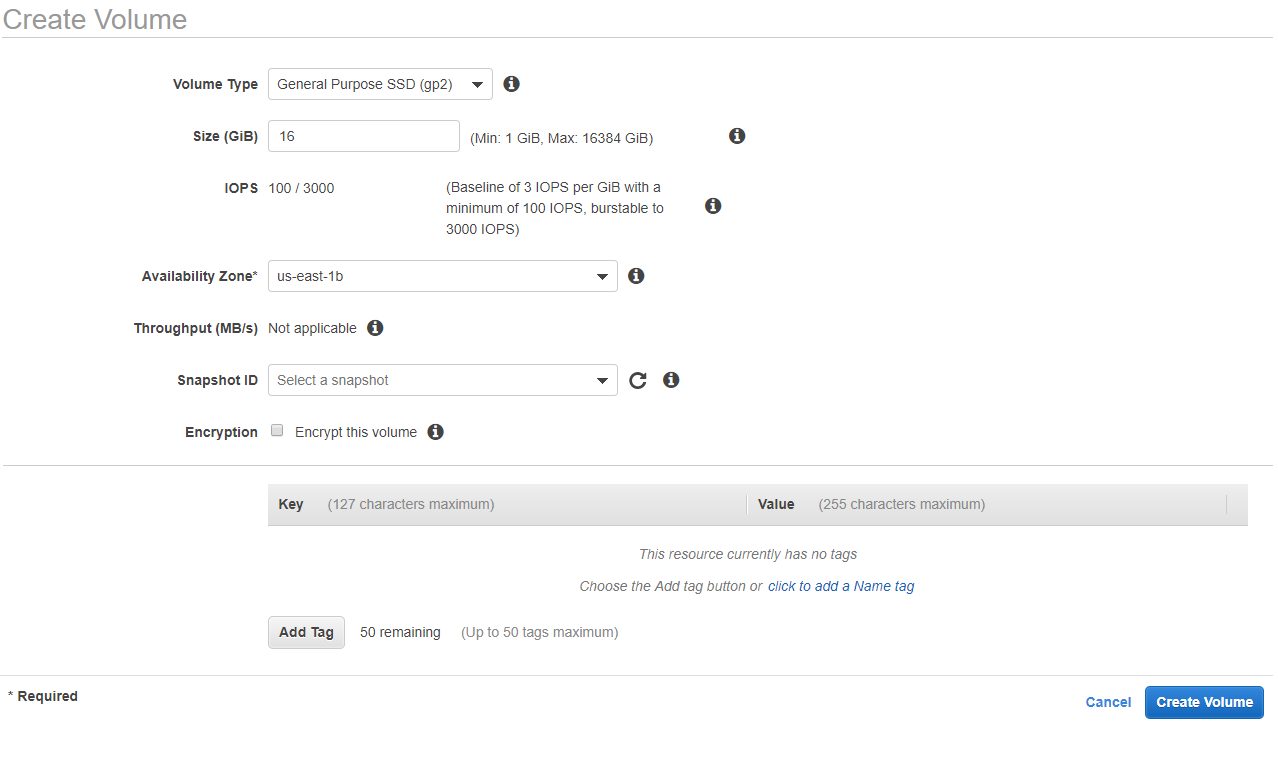 Create Volume
Volume Type General Purpose SSD (gp2)
Size (GiB) 16 (Min: 1 GiB, Max: 16384 GiB)
IOPS 100 / 3000 (Baseline of 3 IOPS per GiB with a
minimum of 100 IOPS, burstable to
3000 IOPS)
Availability Zone* us-east-1b
Throughput (MB/s) Not applicable
Snapshot ID Select a snapshot
Encryption Encrypt this volume
Key (127 characters maximum) Value (255 characters maximum)
This resource currently has no tags
Choose the Add tag button or click to add a Name tag
Add Tag 50 remaining (Up to 50 tags maximum)
* Required
Cancel Create Volume